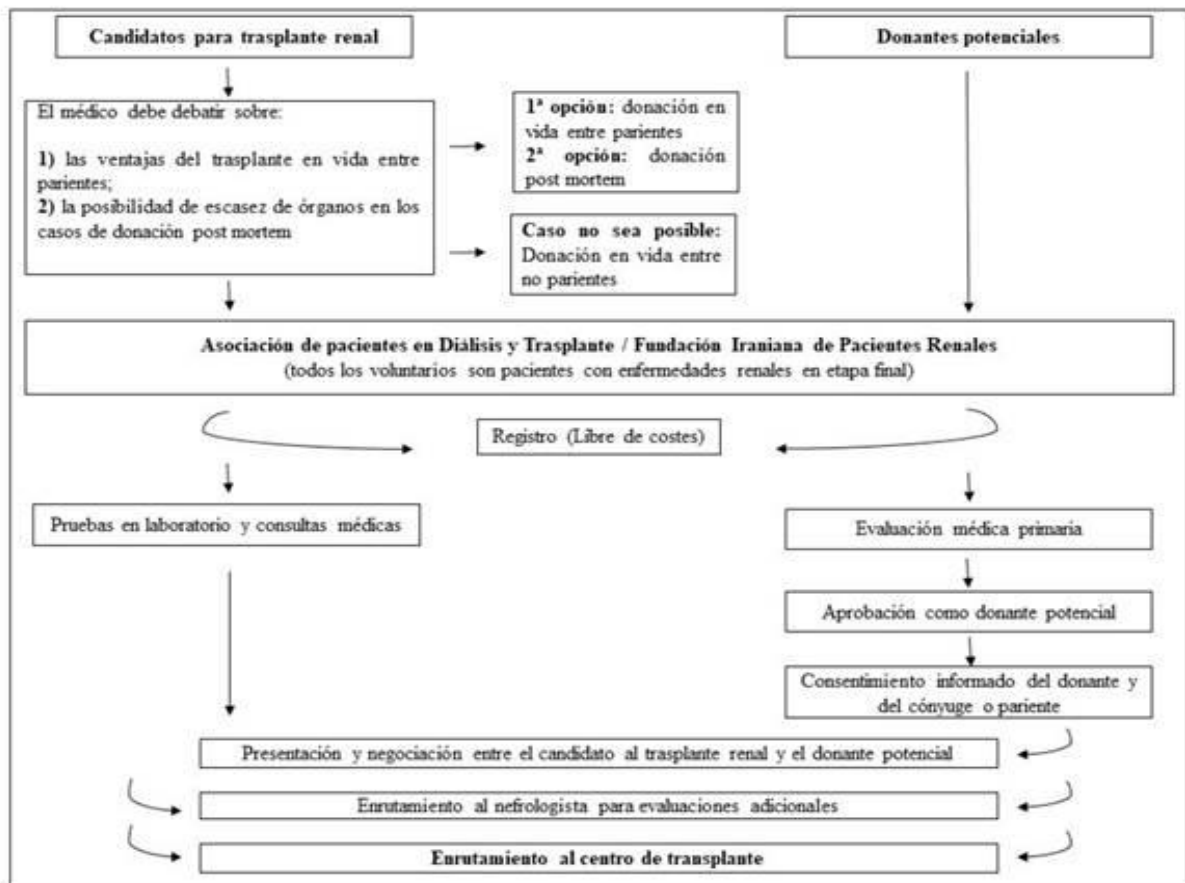 Candidatos para trasplante renal
Donantes potenciales
El médico debe debatir sobre:
1) las ventajas del trasplante en vida entre
parientes;
2) la posibilidad de escasez de órganos en los
casos de donación post mortem
1ª opción: donación en
vida entre parientes
2ª opción: donación
post mortem
Caso no sea posible:
Donación en vida entre
no parientes
Asociación de pacientes en Diálisis y Trasplante / Fundación Iraniana de Pacientes Renales
(todos los voluntarios son pacientes con enfermedades renales en etapa final)
Registro (Libre de costes)
Pruebas en laboratorio y consultas médicas
Evaluación médica primaria
Aprobación como donante potencial
Consentimiento informado del donante y
del cónyuge o pariente
Presentación y negociación entre el candidato al trasplante renal y el donante potencial
Enrutamiento al nefrologista para evaluaciones adicionales
Enrutamiento al centro de transplante